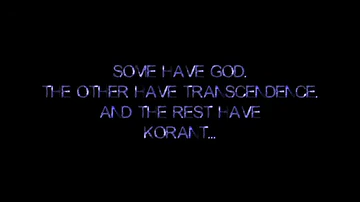 SOME HAVE GOD.
THE OTHER HAVE TRANSCENDENCE.
AND THE REST HAVE
KORANT...